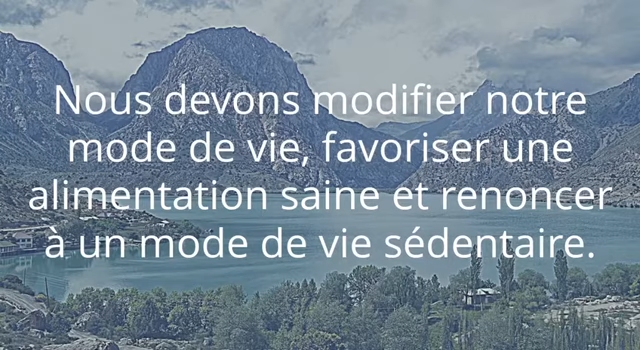 Nous devons modifier notre
mode de vie, favoriser une
alimentation saine et renoncer
à un mode de vie sédentaire.